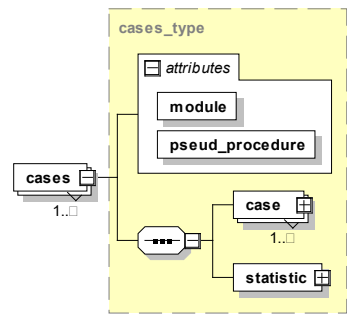 cases_type
attributes
module
pseud_procedure
cases
1..□
case
1..□
statistic